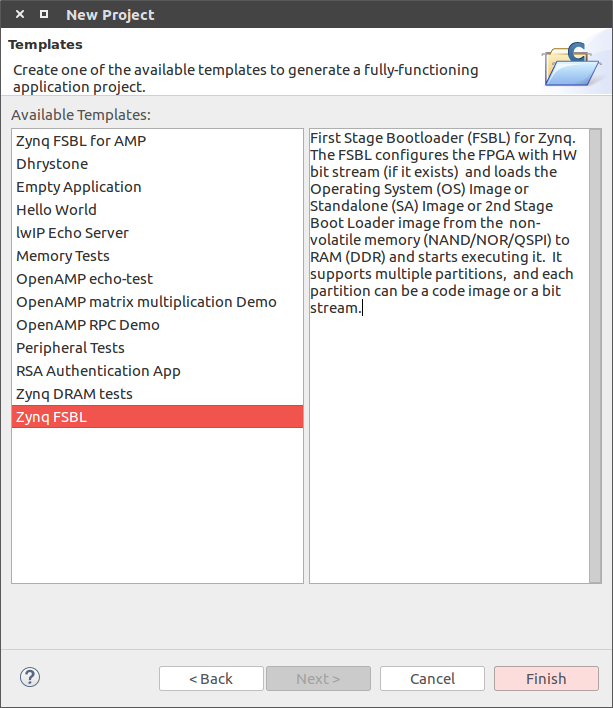 New Project
Templates
Create one of the available templates to generate a fully-functioning
application project.
Available Templates:
Zynq FSBL for AMP
Dhrystone
Empty Application
Hello World
lwIP Echo Server
Memory Tests
OpenAMP echo-test
OpenAMP matrix multiplication Demo
OpenAMP RPC Demo
Peripheral Tests
RSA Authentication App
Zynq DRAM tests
Zynq FSBL
First Stage Bootloader (FSBL) for Zynq.
The FSBL configures the FPGA with HW
bit stream (if it exists)  and loads the
Operating System (OS) Image or
Standalone (SA) Image or 2nd Stage
Boot Loader image from the  non-
volatile memory (NAND/NOR/QSPI) to
RAM (DDR) and starts executing it.  It
supports multiple partitions,  and each
partition can be a code image or a bit
stream.
?
< Back
Next >
Cancel
Finish